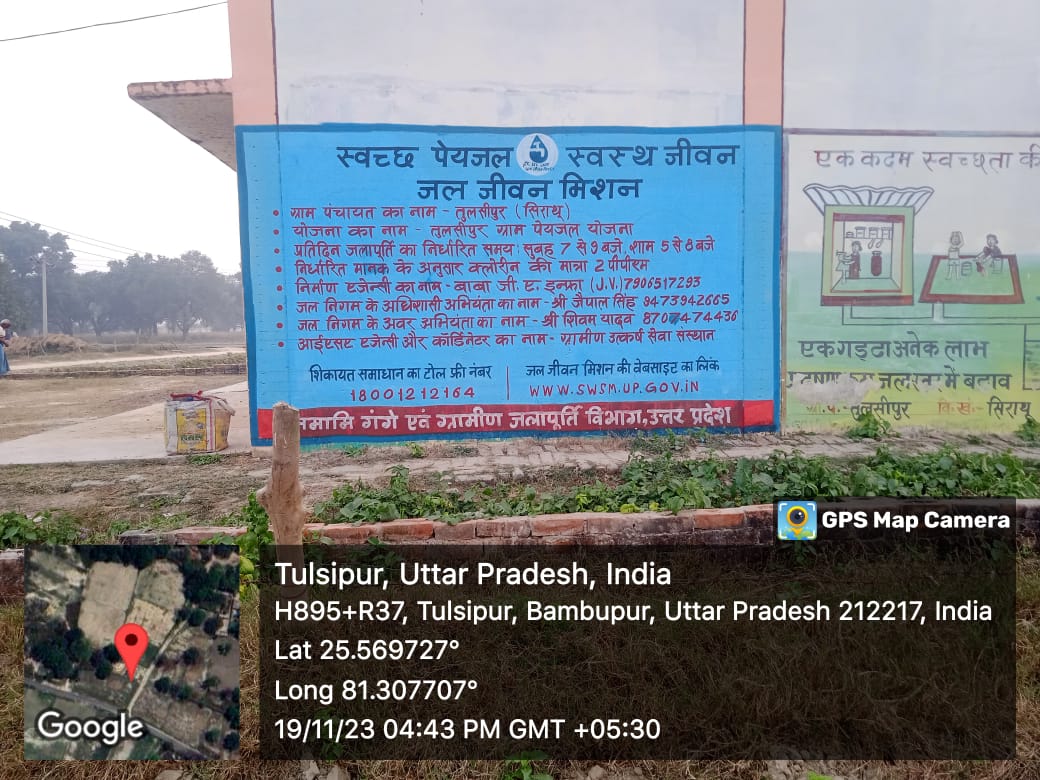 स्वच्छ पेयजल स्वस्थ जीवन
जल जीवन मिशन
• ग्राम पंचायत का नाम - तुलसीपुर (सिराथू)
• योजना का नाम - तुलसीपुर ग्राम पेयजल योजना
• प्रतिदिन जलापूर्ति का निर्धारित समय: सुबह 7 से 9 बजे, शाम 5 से 8 बजे
• निर्धारित मानक के अनुसार क्लोरीन की मात्रा 2 पीपीएम
• निर्माण एजेन्सी का नाम - बाबा जी. ए. इन्फ्रा (J.V.) 7906517293
• जल निगम के अधिशासी अभियंता का नाम - श्री जैपाल सिंह 9473942665
• जल निगम के अवर अभियंता का नाम - श्री शिवम यादव 8707474436
• आईएसए एजेन्सी और कॉर्डिनेटर का नाम - ग्रामीण उत्कर्ष सेवा संस्थान
शिकायत समाधान का टोल फ्री नंबर
18001212164
जल जीवन मिशन की वेबसाइट का लिंक
WWW.SWSM.UP.GOV.IN
नमामि गंगे एवं ग्रामीण जलापूर्ति विभाग, उत्तर प्रदेश
एक कदम स्वच्छता की
एक गड्ढा अनेक लाभ
में बचाव
तुलसीपुर वि.खं.- सिराथू
GPS Map Camera
Tulsipur, Uttar Pradesh, India
H895+R37, Tulsipur, Bambupur, Uttar Pradesh 212217, India
Lat 25.569727°
Long 81.307707°
19/11/23 04:43 PM GMT +05:30
Google